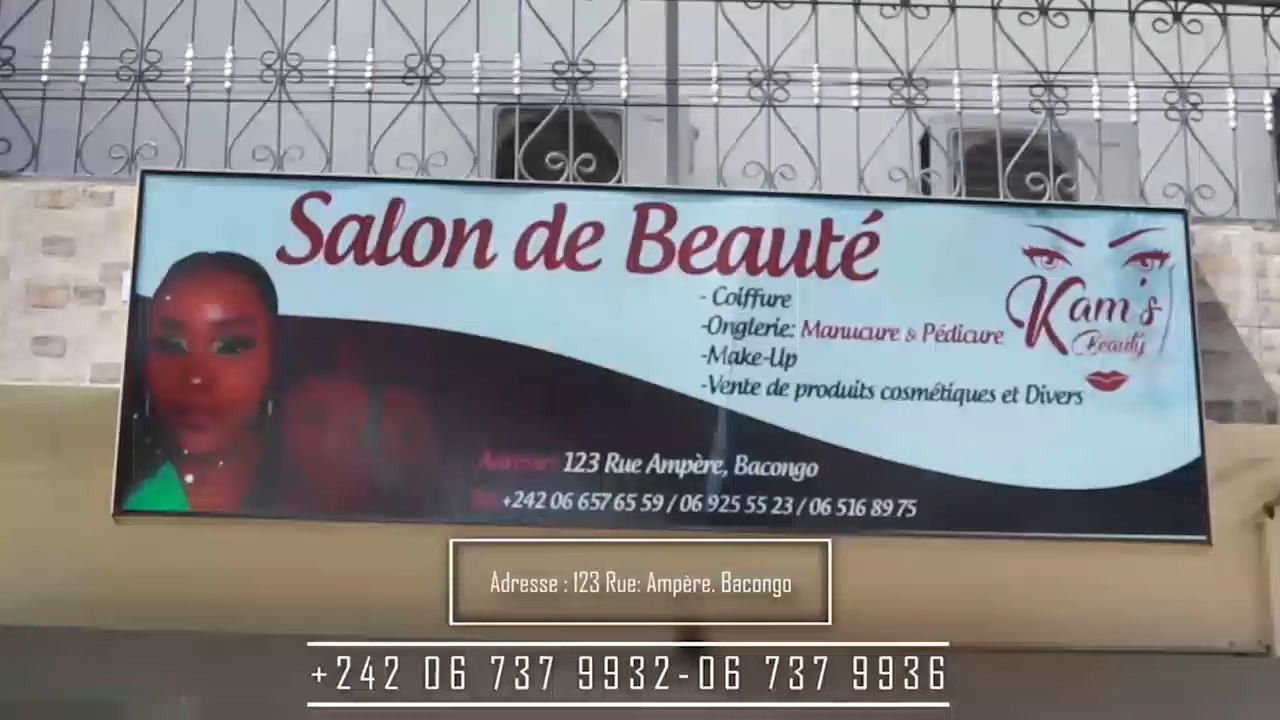 Salon de Beauté
- Coiffure
-Onglerie: Manucure & Pédicure
-Make-Up
-Vente de produits cosmétiques et Divers
Kam's
Beauty
Adresse: 123 Rue Ampère, Bacongo
+242 06 657 65 59 / 06 925 55 23 / 06 516 89 75
Adresse : 123 Rue: Ampère. Bacongo
+242 06 737 9932-06 737 9936